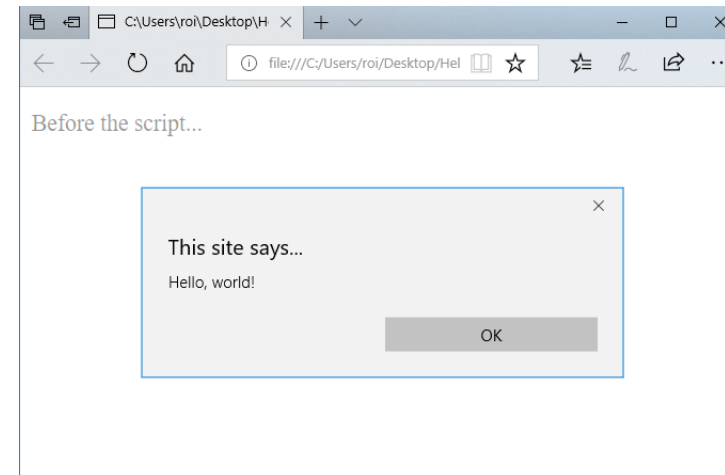 C:\Users\roi\Desktop\H
file:///C:/Users/roi/Desktop/Hel
Before the script...
This site says...
Hello, world!
OK